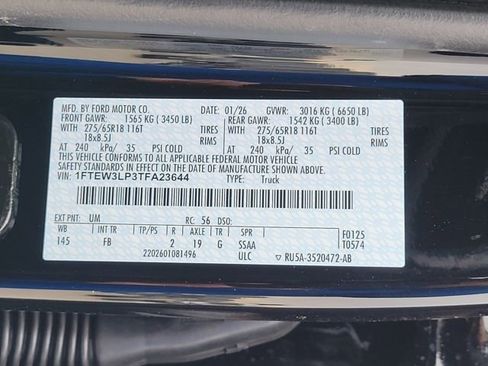 MFD. BY FORD MOTOR CO. 01/26 GVWR: 3016 KG ( 6650 LB)
FRONT GAWR: 1565 KG ( 3450 LB) REAR GAWR: 1542 KG ( 3400 LB)
WITH 275/65R18 116T TIRES WITH 275/65R18 116T TIRES
18x8.5J RIMS 18x8.5J RIMS
AT 240 kPa/ 35 PSI COLD AT 240 kPa/ 35 PSI COLD
THIS VEHICLE CONFORMS TO ALL APPLICABLE FEDERAL MOTOR VEHICLE
SAFETY STANDARDS IN EFFECT ON THE DATE OF MANUFACTURE SHOWN ABOVE.
VIN: 1FTEW3LP3TFA23644 TYPE: Truck
EXT PNT: UM RC: 56 DSO:
WB INT TR TP/PS R AXLE TR SPR F0125
145 FB 2 19 G SSAA T0574
2202601081496 ULC ▽ RU5A-3520472-AB